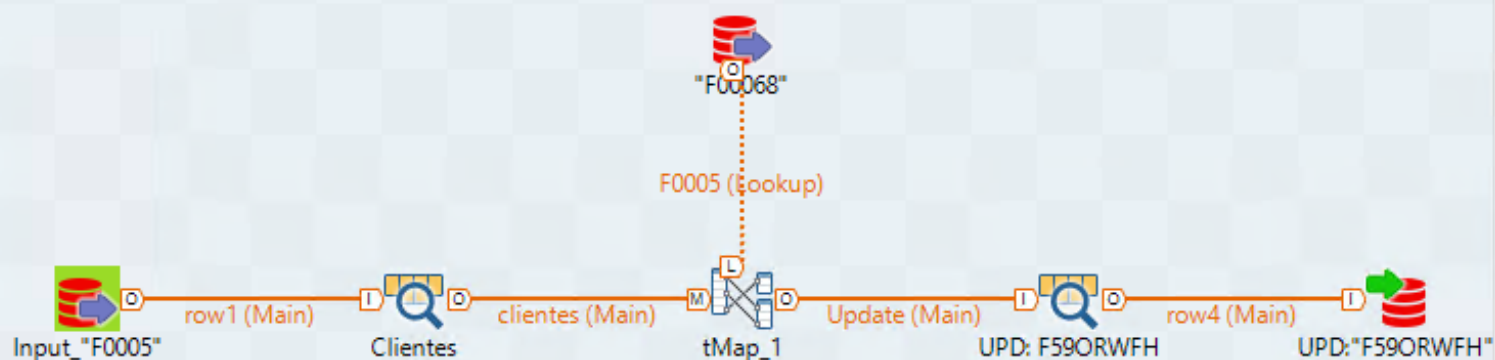 "F00068"
O
F0005 (Lookup)
L
O
row1 (Main)
I
O
clientes (Main)
M
O
Update (Main)
I
O
row4 (Main)
I
Input_"F0005"
Clientes
tMap_1
UPD: F59ORWFH
UPD:"F59ORWFH"